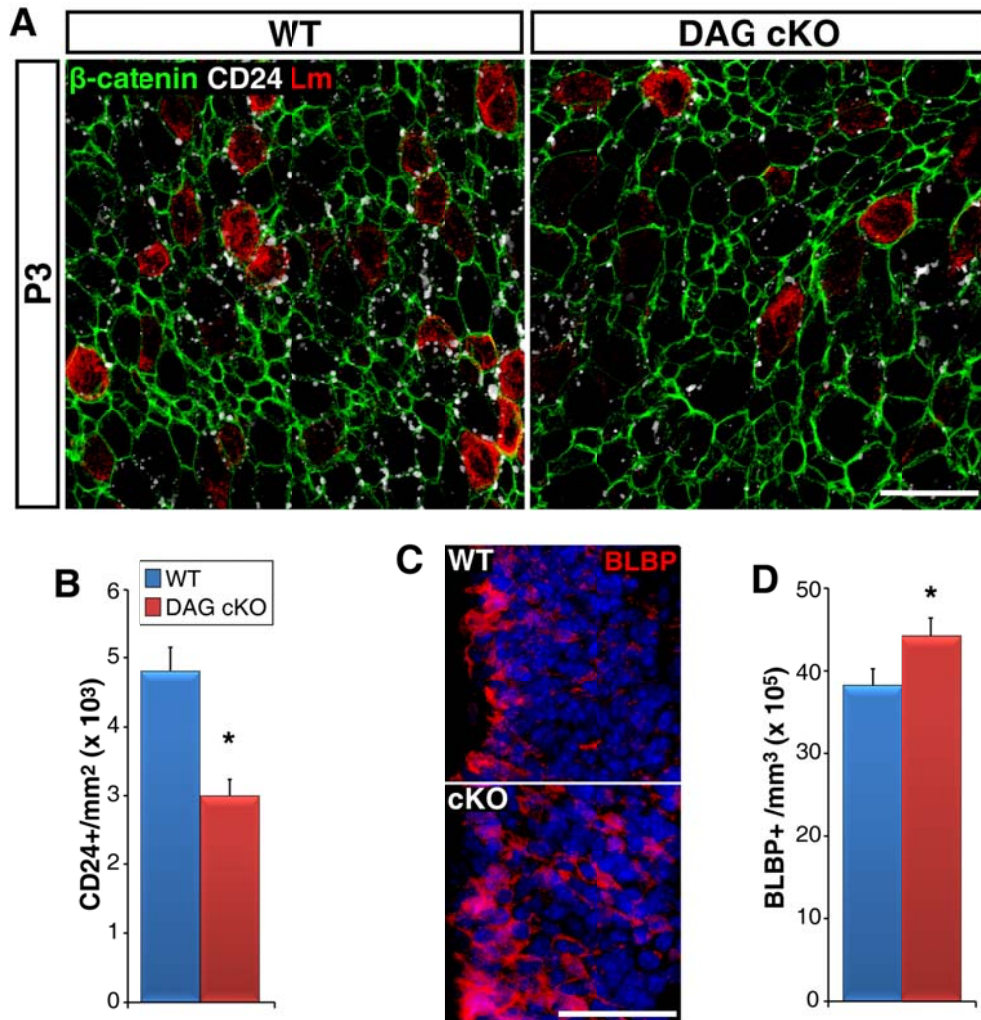 A
WT
DAG cKO
β-catenin CD24 Lm
P3
B
WT
DAG cKO
CD24+/mm² (x 10³)
6
5
4
3
2
1
0
*
C
WT
BLBP
cKO
D
BLBP+ /mm³ (x 10⁵)
50
40
30
20
10
0
*